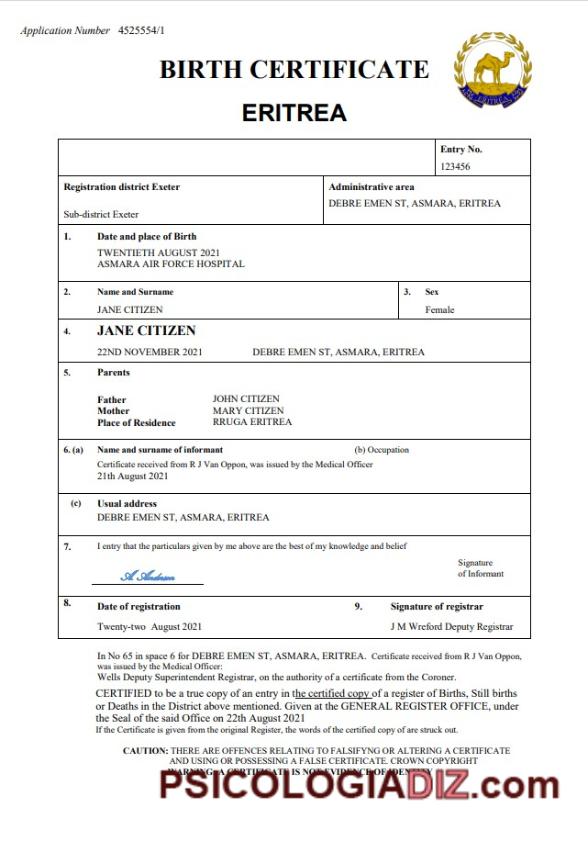 Application Number 4525554/1
BIRTH CERTIFICATE
ERITREA
Entry No.
123456
Registration district Exeter
Sub-district Exeter
Administrative area
DEBRE EMEN ST, ASMARA, ERITREA
1. Date and place of Birth
TWENTIETH AUGUST 2021
ASMARA AIR FORCE HOSPITAL
2. Name and Surname
JANE CITIZEN
3. Sex
Female
4. JANE CITIZEN
22ND NOVEMBER 2021 DEBRE EMEN ST, ASMARA, ERITREA
5. Parents
Father JOHN CITIZEN
Mother MARY CITIZEN
Place of Residence RRUGA ERITREA
6. (a) Name and surname of informant (b) Occupation
Certificate received from R J Van Oppon, was issued by the Medical Officer
21th August 2021
(c) Usual address
DEBRE EMEN ST, ASMARA, ERITREA
7. I entry that the particulars given by me above are the best of my knowledge and belief
A. Anderson
Signature
of Informant
8. Date of registration
Twenty-two August 2021
9. Signature of registrar
J M Wreford Deputy Registrar
In No 65 in space 6 for DEBRE EMEN ST, ASMARA, ERITREA. Certificate received from R J Van Oppon,
was issued by the Medical Officer:
Wells Deputy Superintendent Registrar, on the authority of a certificate from the Coroner.
CERTIFIED to be a true copy of an entry in the certified copy of a register of Births, Still births
or Deaths in the District above mentioned. Given at the GENERAL REGISTER OFFICE, under
the Seal of the said Office on 22th August 2021
If the Certificate is given from the original Register, the words of the certified copy of are struck out.
CAUTION: THERE ARE OFFENCES RELATING TO FALSIFYNG OR ALTERING A CERTIFICATE
AND USING OR POSSESSING A FALSE CERTIFICATE. CROWN COPYRIGHT
WARNING: A CERTIFICATE IS NOT EVIDENCE OF IDENTITY
PSICOLOGIADIZ.com